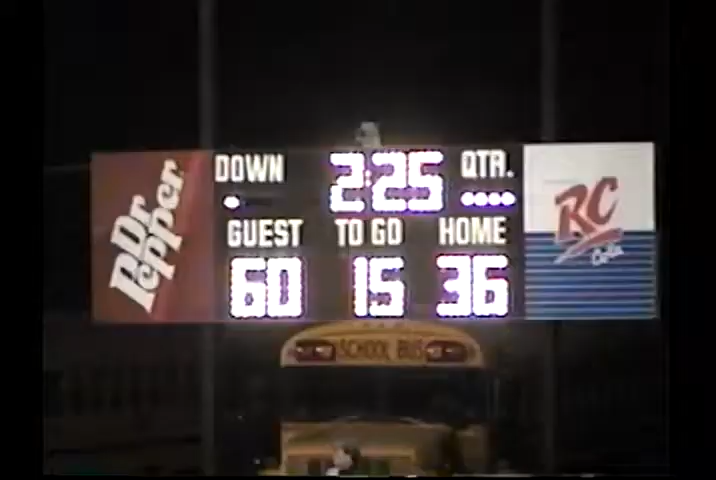 Dr Pepper
DOWN 2:25 QTR.
GUEST TO GO HOME
60 15 36
RC
Cola
SCHOOL BUS